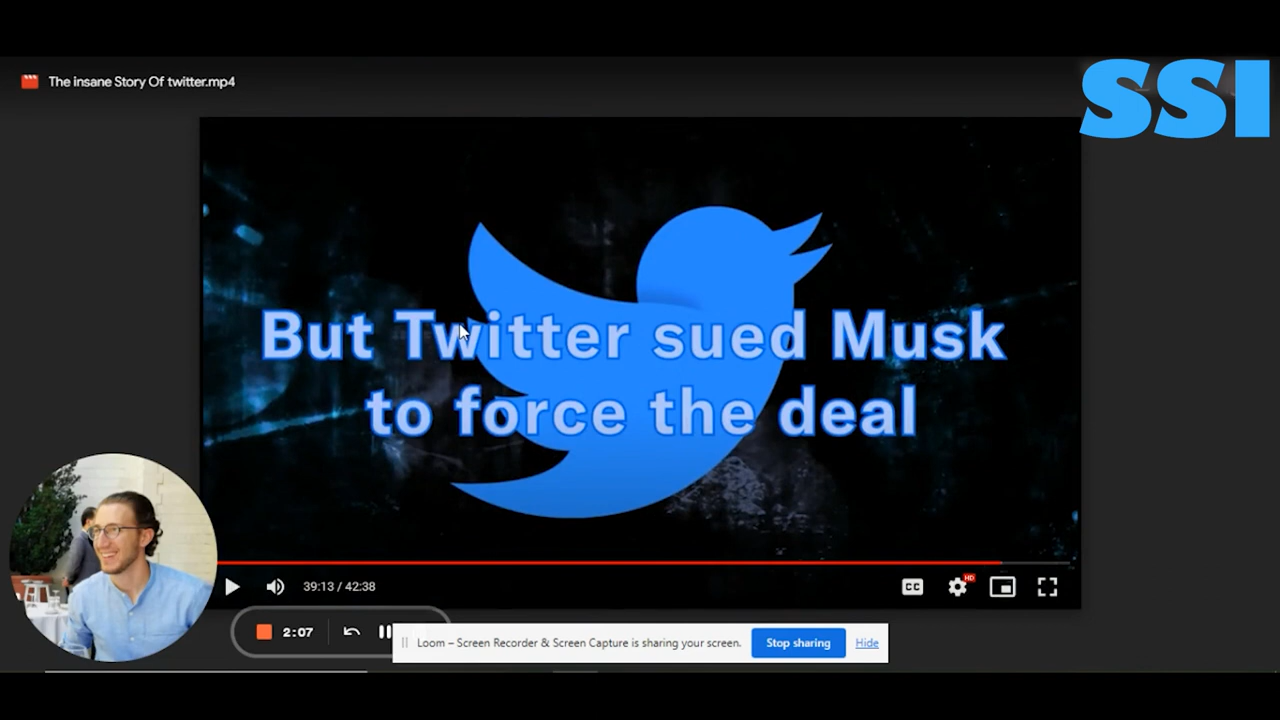 The insane Story Of twitter.mp4
SSI
But Twitter sued Musk
to force the deal
39:13 / 42:38
CC
HD
2:07
Loom – Screen Recorder & Screen Capture is sharing your screen.
Stop sharing
Hide